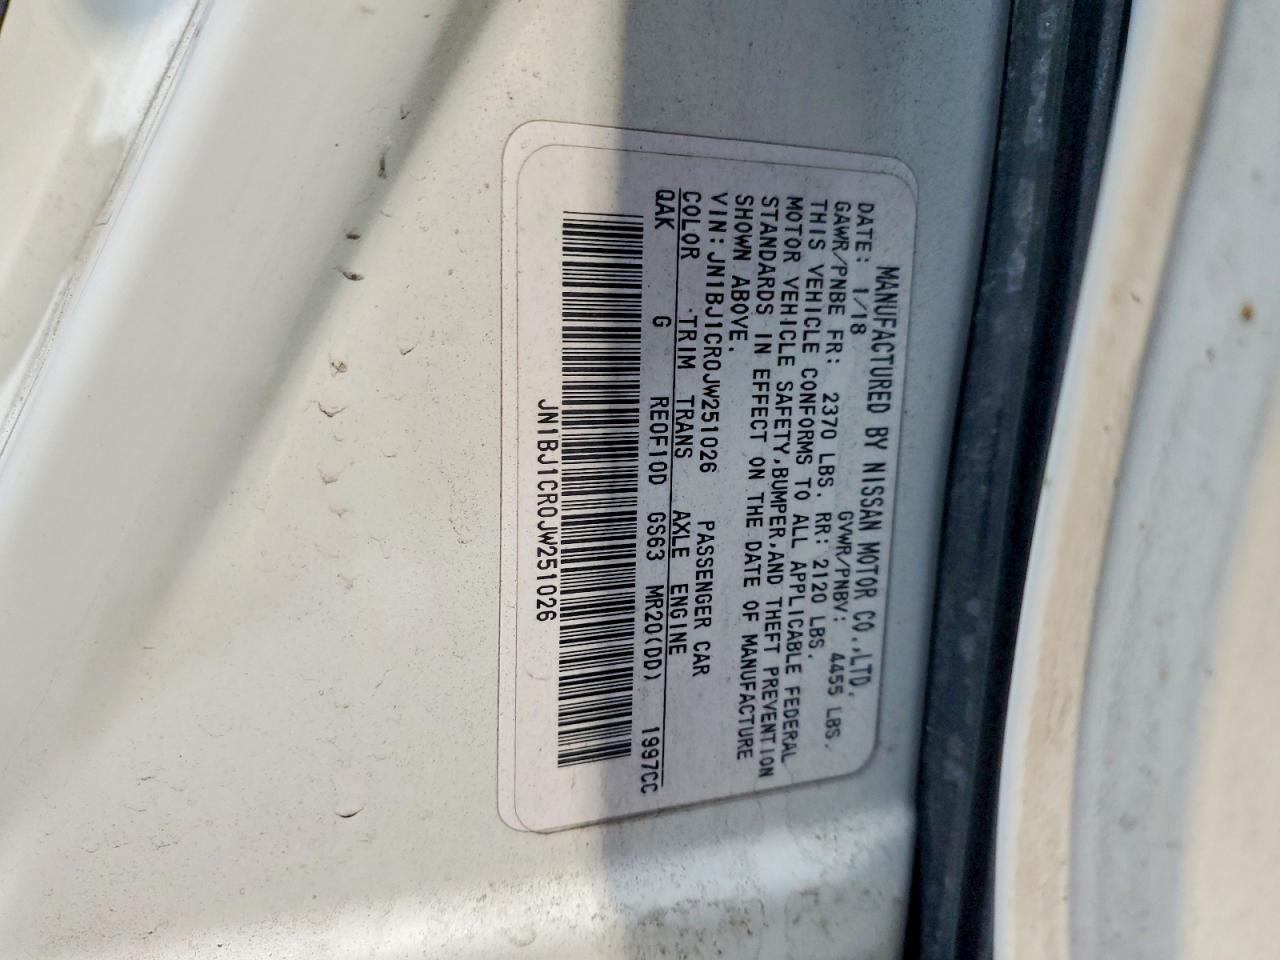 MANUFACTURED BY NISSAN MOTOR CO.,LTD.
DATE: 1/18 GVWR/PNBV: 4455 LBS.
GAWR/PNBE FR: 2370 LBS. RR: 2120 LBS.
THIS VEHICLE CONFORMS TO ALL APPLICABLE FEDERAL
MOTOR VEHICLE SAFETY,BUMPER,AND THEFT PREVENTION
STANDARDS IN EFFECT ON THE DATE OF MANUFACTURE
SHOWN ABOVE.
VIN: JN1BJ1CR0JW251026 PASSENGER CAR
COLOR TRIM TRANS AXLE ENGINE
QAK G RE0F10D GS63 MR20(DD) 1997CC
JN1BJ1CR0JW251026